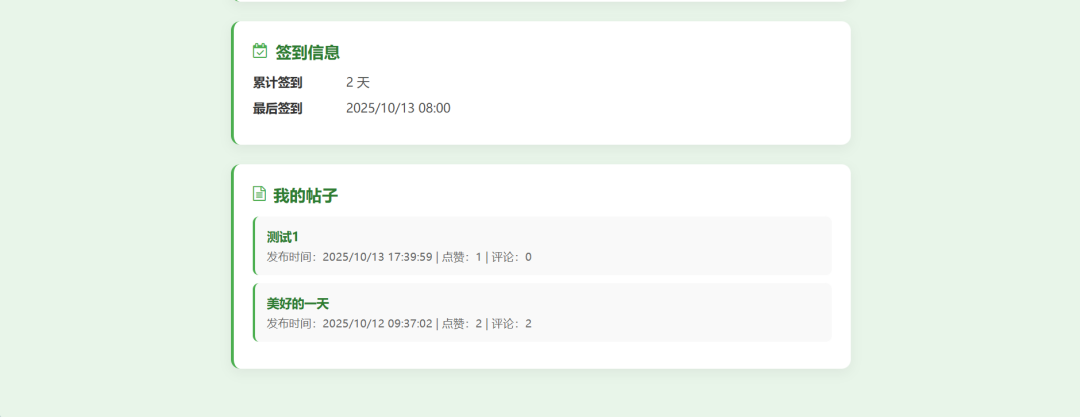 签到信息
累计签到 2 天
最后签到 2025/10/13 08:00
我的帖子
测试1
发布时间：2025/10/13 17:39:59 | 点赞：1 | 评论：0
美好的一天
发布时间：2025/10/12 09:37:02 | 点赞：2 | 评论：2